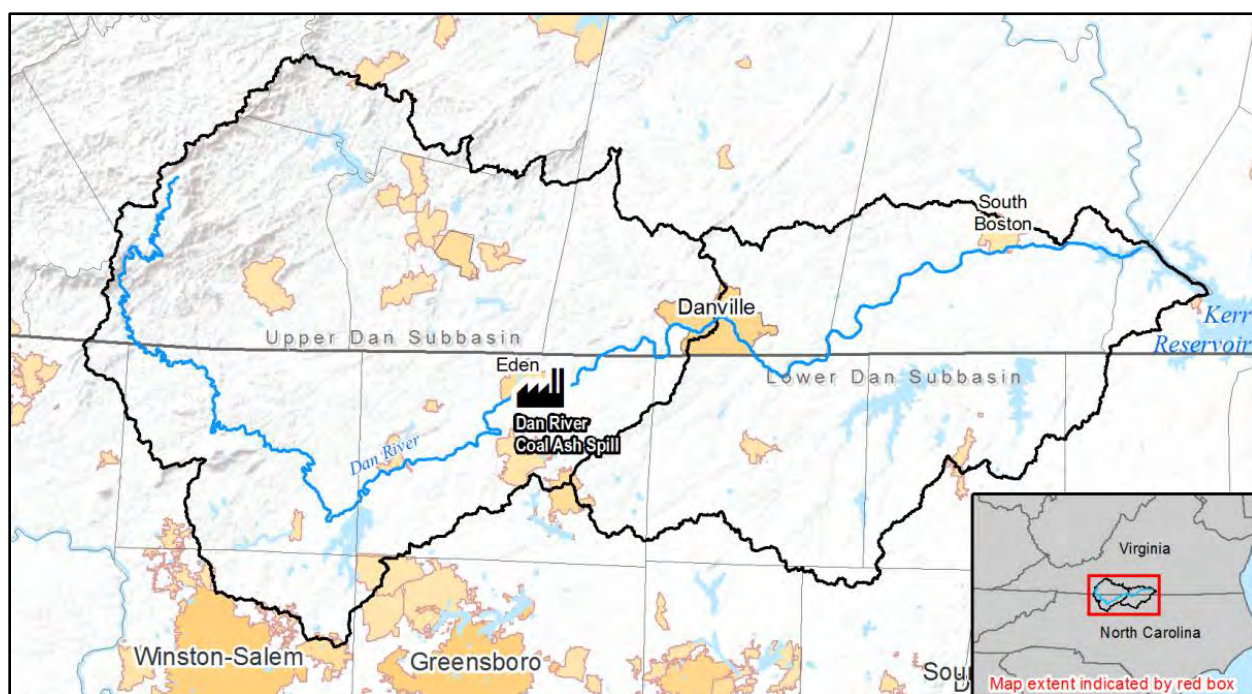 South
Boston
Danville
Kerr
Reservoir
Upper Dan Subbasin
Eden
Lower Dan Subbasin
Dan River
Coal Ash Spill
Dan River
Virginia
North Carolina
Winston-Salem
Greensboro
Map extent indicated by red box